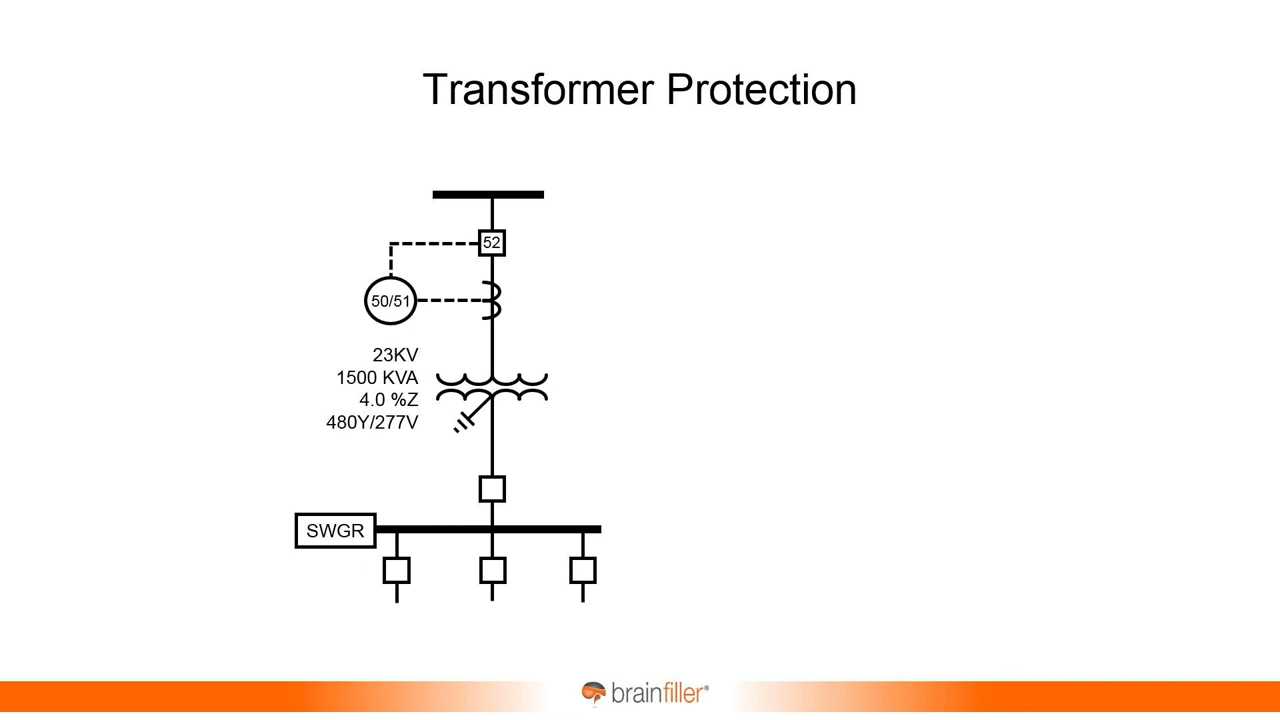 Transformer Protection
52
50/51
23KV
1500 KVA
4.0 %Z
480Y/277V
SWGR
brainfiller®